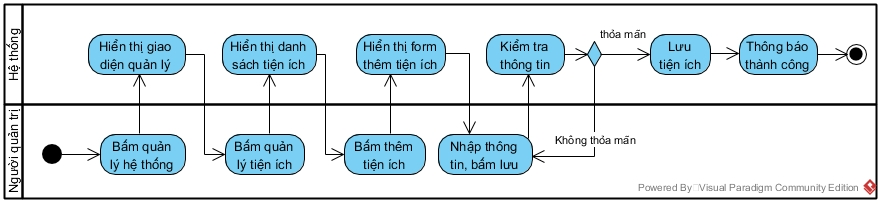 Hệ thống
Hiển thị giao
diện quản lý
Hiển thị danh
sách tiện ích
Hiển thị form
thêm tiện ích
Kiểm tra
thông tin
thỏa mãn
Lưu
tiện ích
Thông báo
thành công
Người quản trị
Bấm quản
lý hệ thống
Bấm quản
lý tiện ích
Bấm thêm
tiện ích
Nhập thông
tin, bấm lưu
Không thỏa mãn
Powered By Visual Paradigm Community Edition